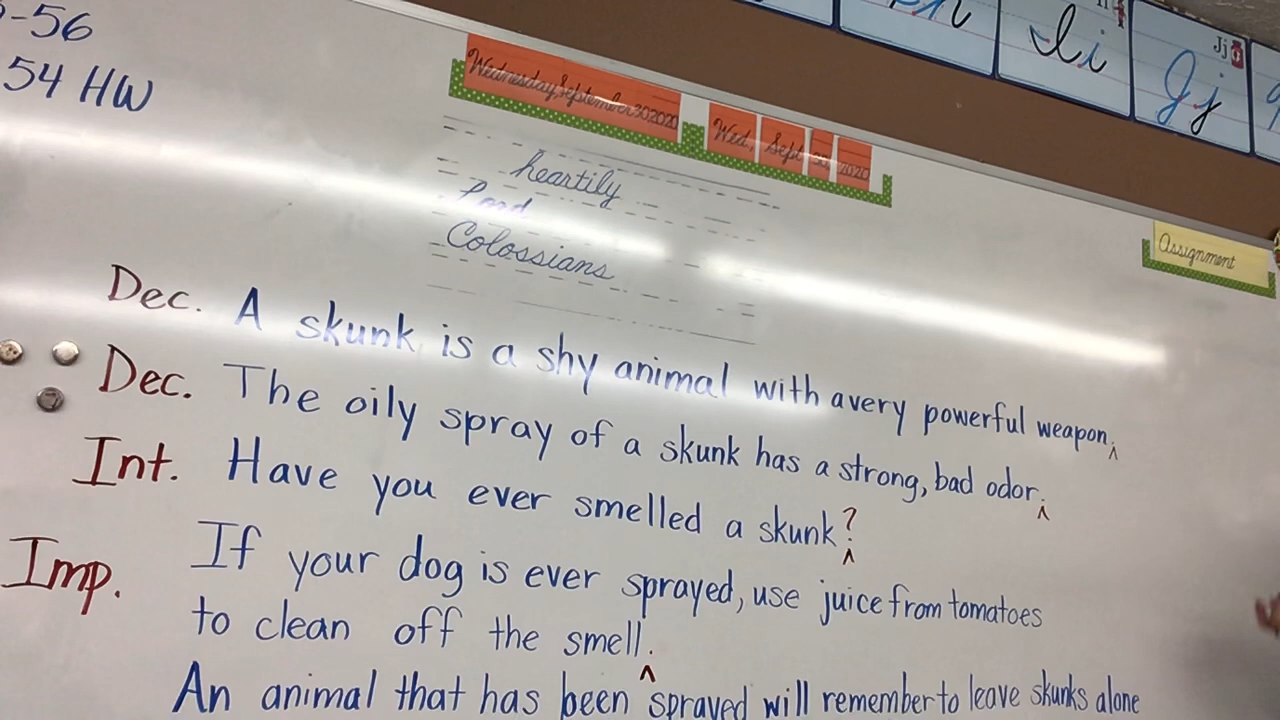 -56
54 HW
Ii
Jj
Jj
Wednesday, September 30 2020
Wed, Sept 30, 2020
heartily
Lord
Colossians
Assignment
Dec. A skunk is a shy animal with a very powerful weapon.
Dec. The oily spray of a skunk has a strong, bad odor.
Int. Have you ever smelled a skunk?
Imp. If your dog is ever sprayed, use juice from tomatoes
to clean off the smell.
An animal that has been sprayed will remember to leave skunks alone